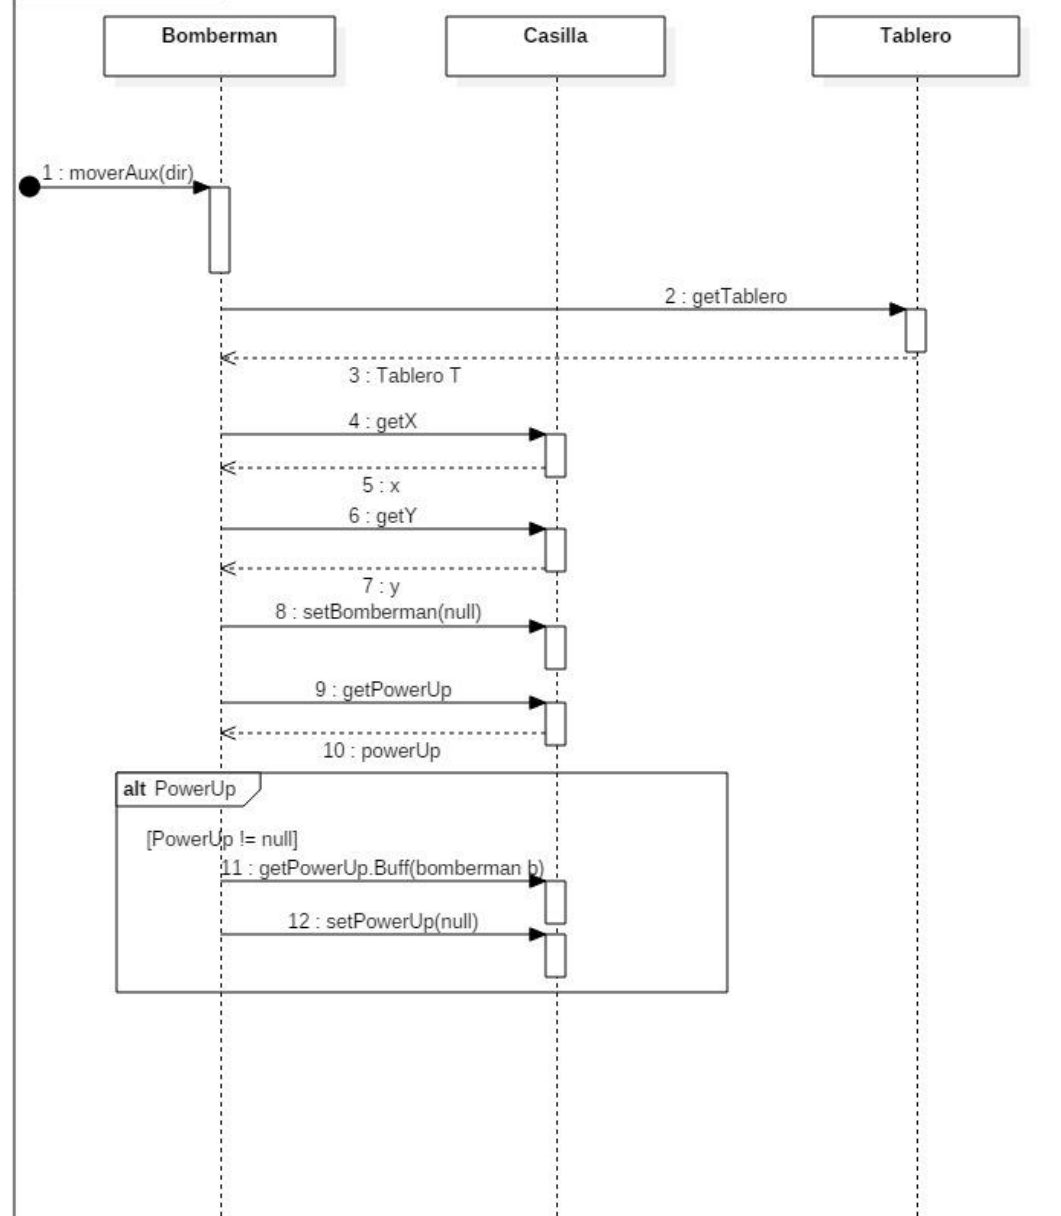 Bomberman
Casilla
Tablero
1 : moverAux(dir)
2 : getTablero
3 : Tablero T
4 : getX
5 : x
6 : getY
7 : y
8 : setBomberman(null)
9 : getPowerUp
10 : powerUp
alt PowerUp
[PowerUp != null]
11 : getPowerUp.Buff(bomberman b)
12 : setPowerUp(null)